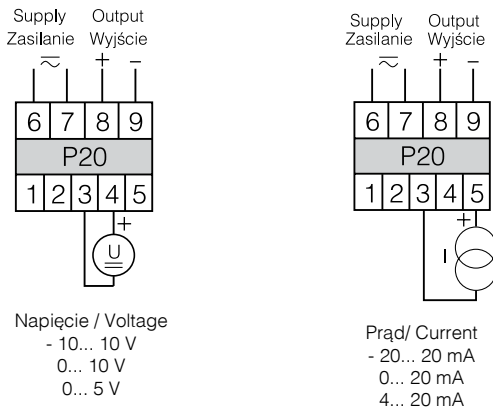 Supply Output
Zasilanie Wyjście
+ −
6 7 8 9
P20
1 2 3 4 5
+
U
Napięcie / Voltage
- 10... 10 V
0... 10 V
0... 5 V
Supply Output
Zasilanie Wyjście
+ −
6 7 8 9
P20
1 2 3 4 5
+
I
Prąd/ Current
- 20... 20 mA
0... 20 mA
4... 20 mA